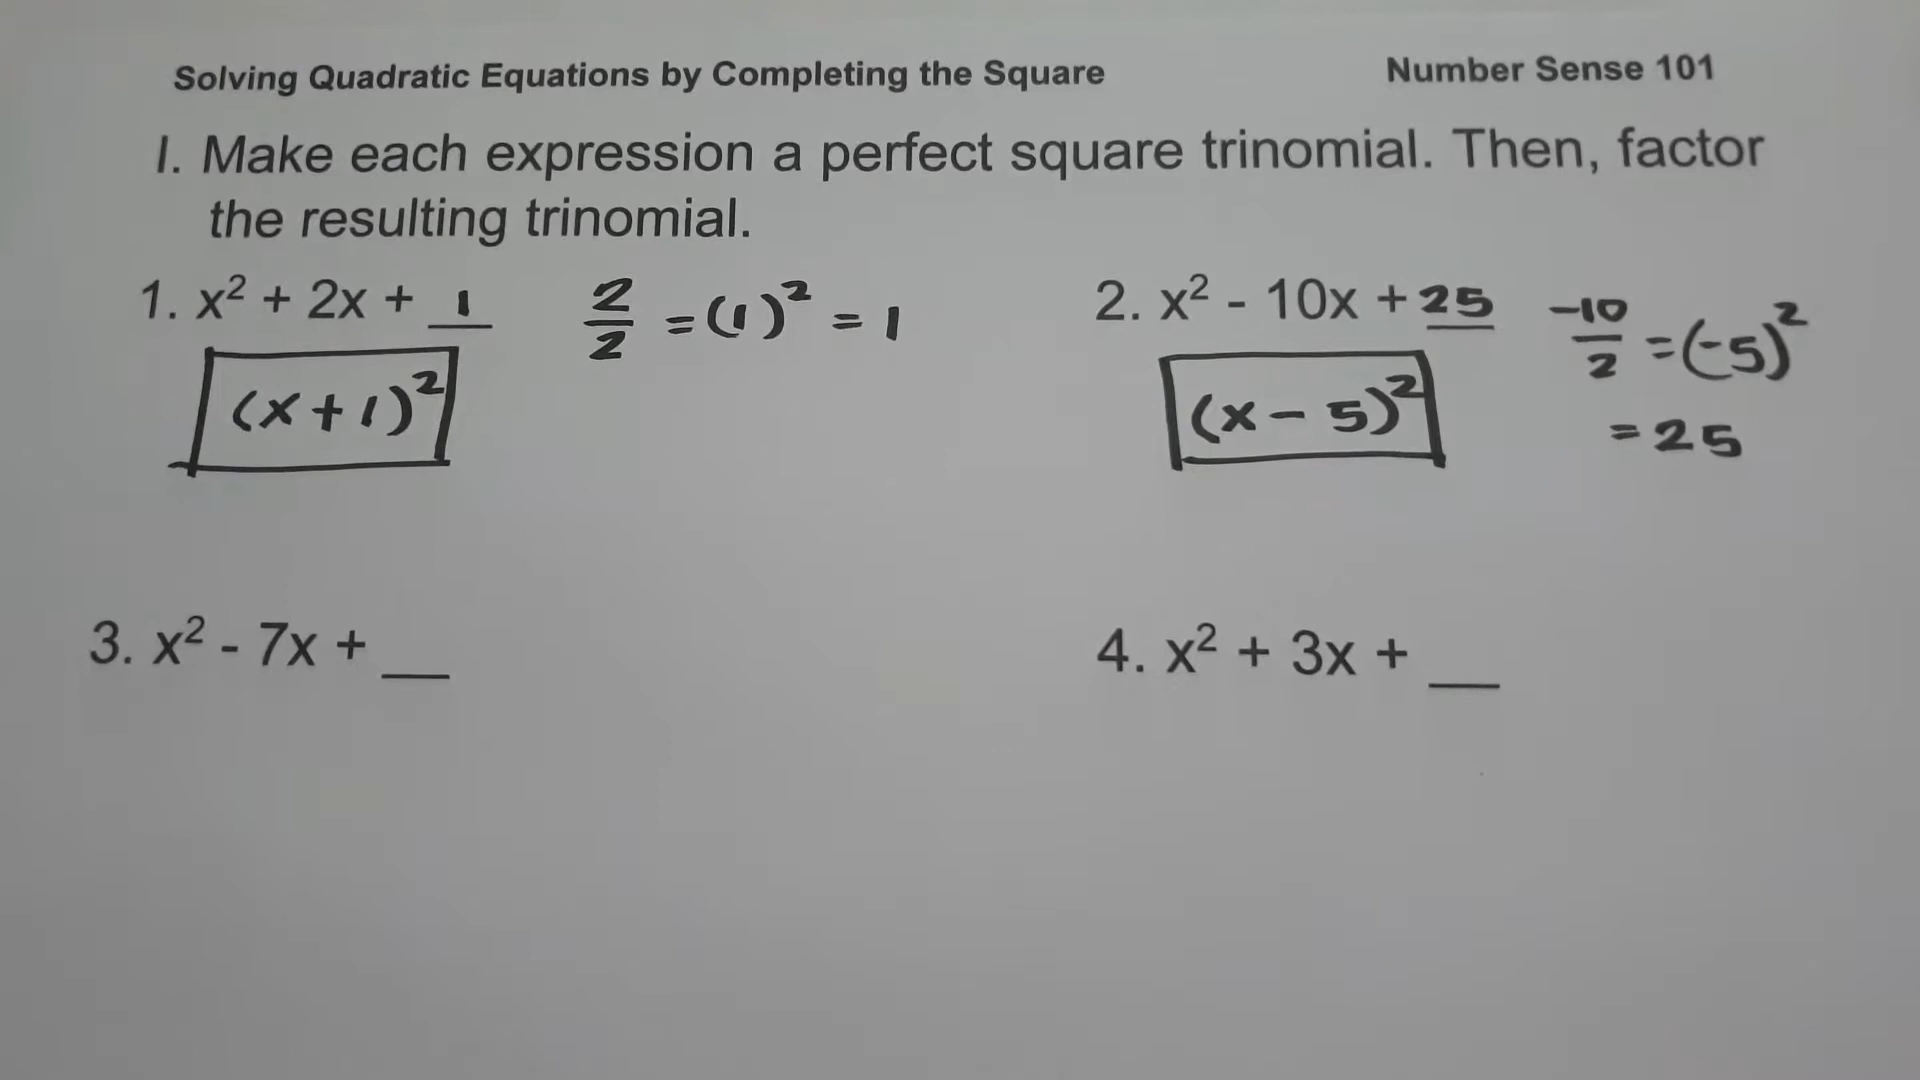 Solving Quadratic Equations by Completing the Square Number Sense 101
I. Make each expression a perfect square trinomial. Then, factor
the resulting trinomial.
1. x² + 2x + 1 2/2 = (1)² = 1
(x + 1)²
2. x² - 10x + 25 -10/2 = (-5)²
= 25
(x - 5)²
3. x² - 7x + __
4. x² + 3x + __